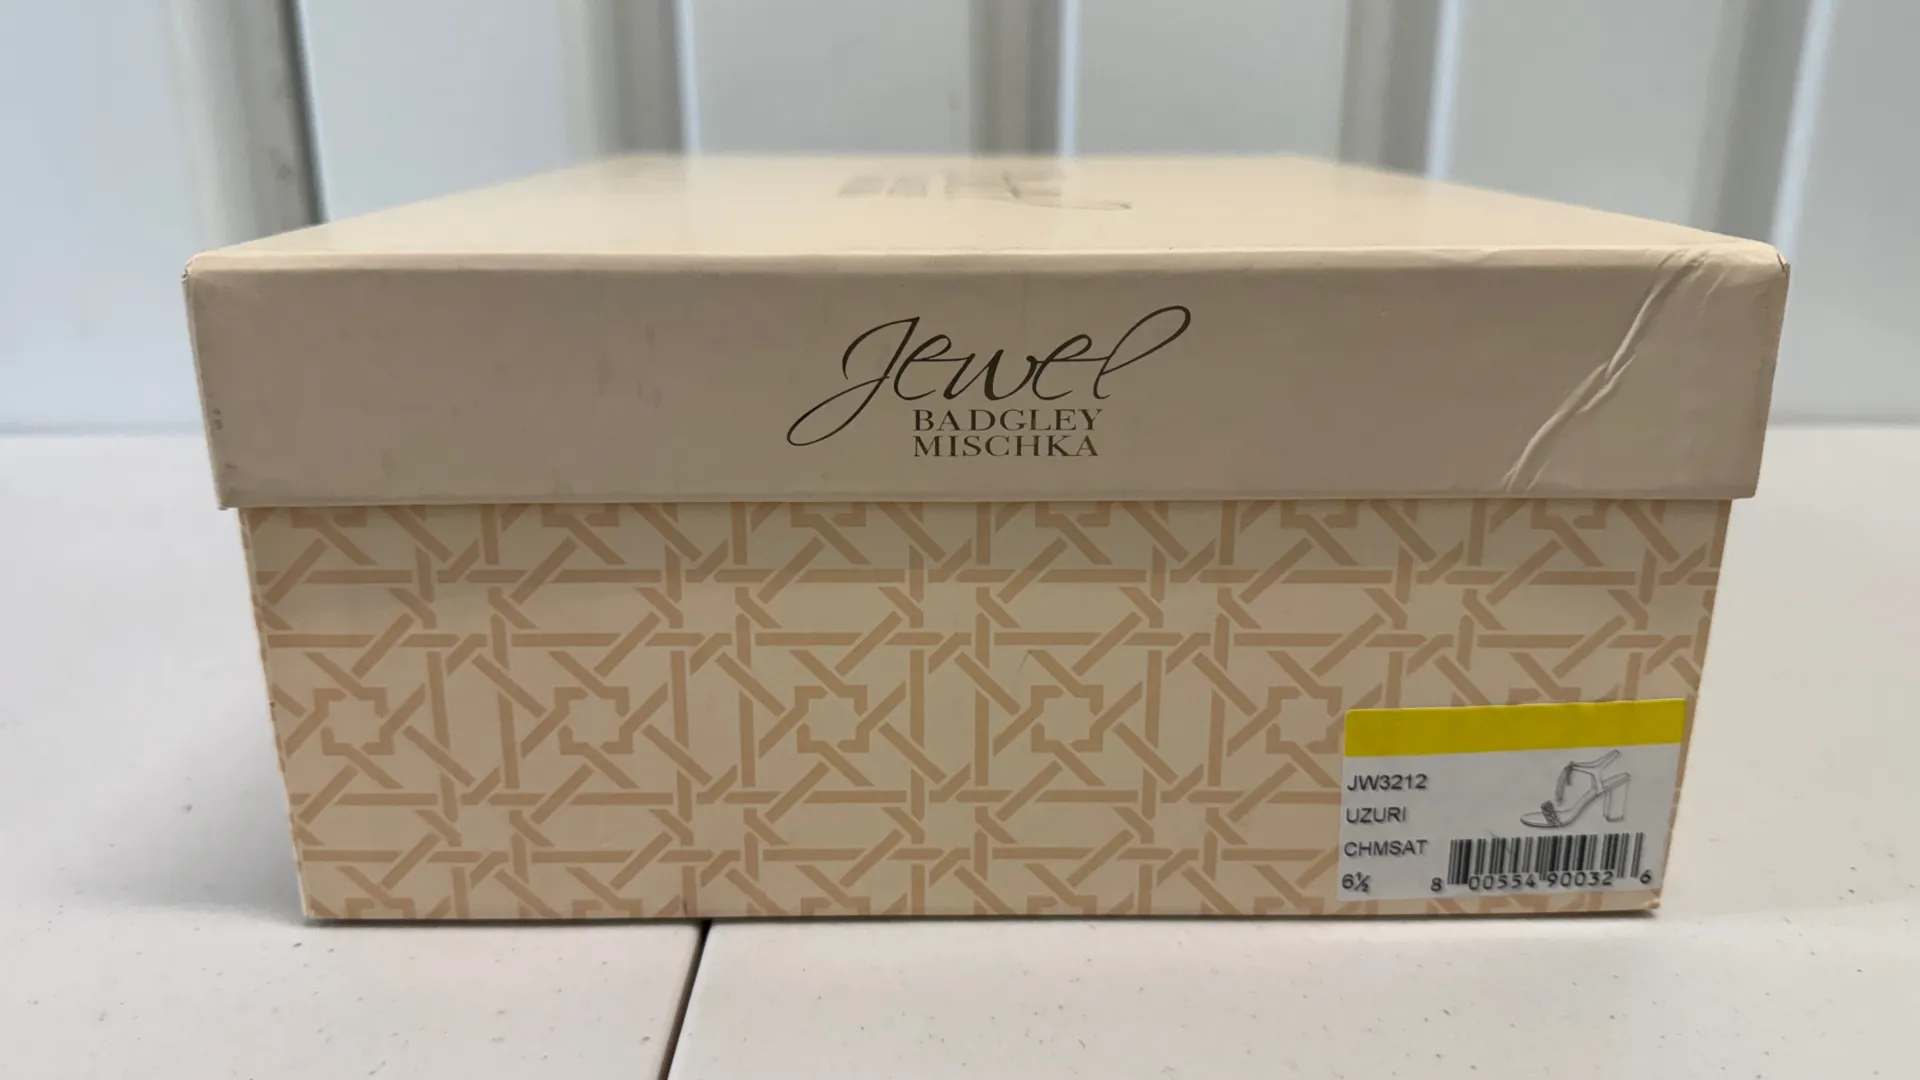 Jewel
BADGLEY
MISCHKA
JW3212
UZURI
CHMSAT
6½
8 00554 90032 6